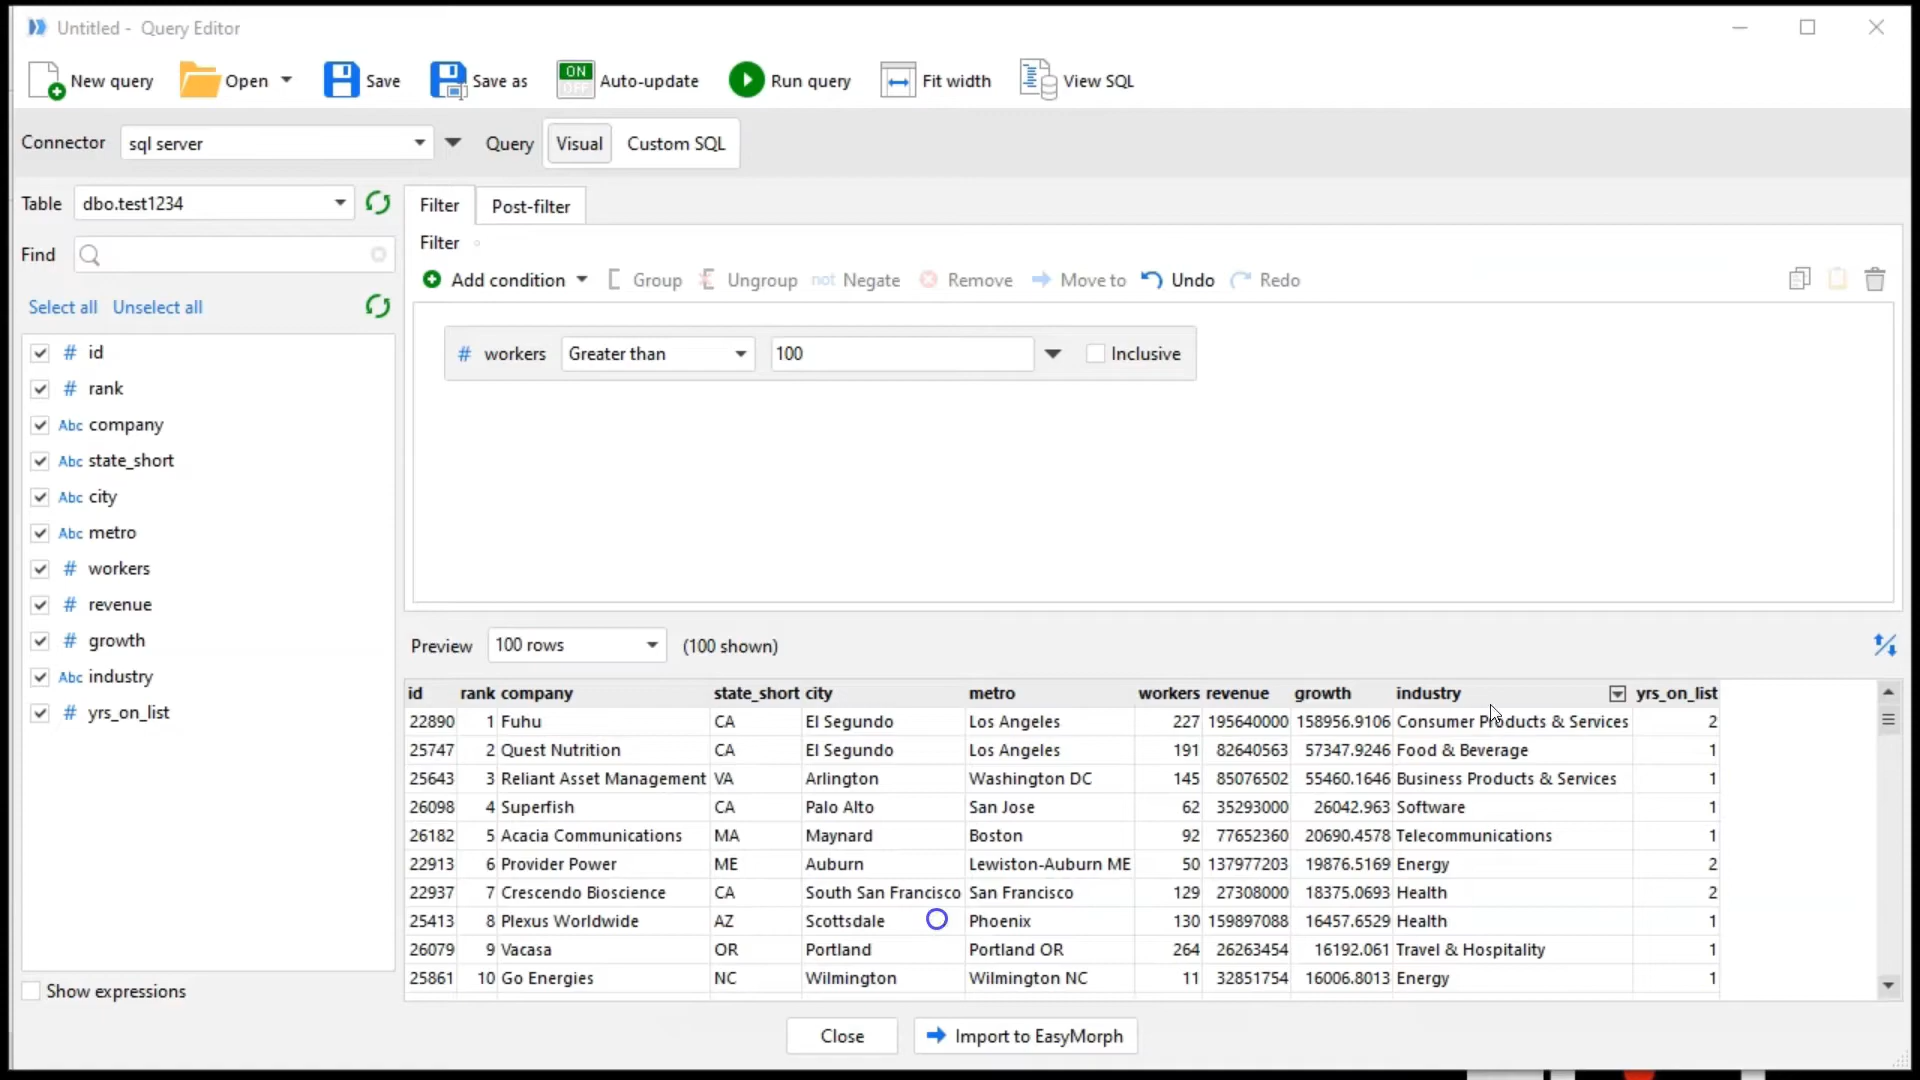 Untitled - Query Editor
New query Open Save Save as ON OFF Auto-update Run query Fit width View SQL
Connector sql server Query Visual Custom SQL
Table dbo.test1234
Find
Select all Unselect all
# id
# rank
Abc company
Abc state_short
Abc city
Abc metro
# workers
# revenue
# growth
Abc industry
# yrs_on_list
Show expressions
Filter Post-filter
Filter
Add condition Group Ungroup not Negate Remove Move to Undo Redo
# workers Greater than 100 Inclusive
Preview 100 rows (100 shown)
id rank company state_short city metro workers revenue growth industry yrs_on_list
22890 1 Fuhu CA El Segundo Los Angeles 227 195640000 158956.9106 Consumer Products & Services 2
25747 2 Quest Nutrition CA El Segundo Los Angeles 191 82640563 57347.9246 Food & Beverage 1
25643 3 Reliant Asset Management VA Arlington Washington DC 145 85076502 55460.1646 Business Products & Services 1
26098 4 Superfish CA Palo Alto San Jose 62 35293000 26042.963 Software 1
26182 5 Acacia Communications MA Maynard Boston 92 77652360 20690.4578 Telecommunications 1
22913 6 Provider Power ME Auburn Lewiston-Auburn ME 50 137977203 19876.5169 Energy 2
22937 7 Crescendo Bioscience CA South San Francisco San Francisco 129 27308000 18375.0693 Health 2
25413 8 Plexus Worldwide AZ Scottsdale Phoenix 130 159897088 16457.6529 Health 1
26079 9 Vacasa OR Portland Portland OR 264 26263454 16192.061 Travel & Hospitality 1
25861 10 Go Energies NC Wilmington Wilmington NC 11 32851754 16006.8013 Energy 1
Close Import to EasyMorph